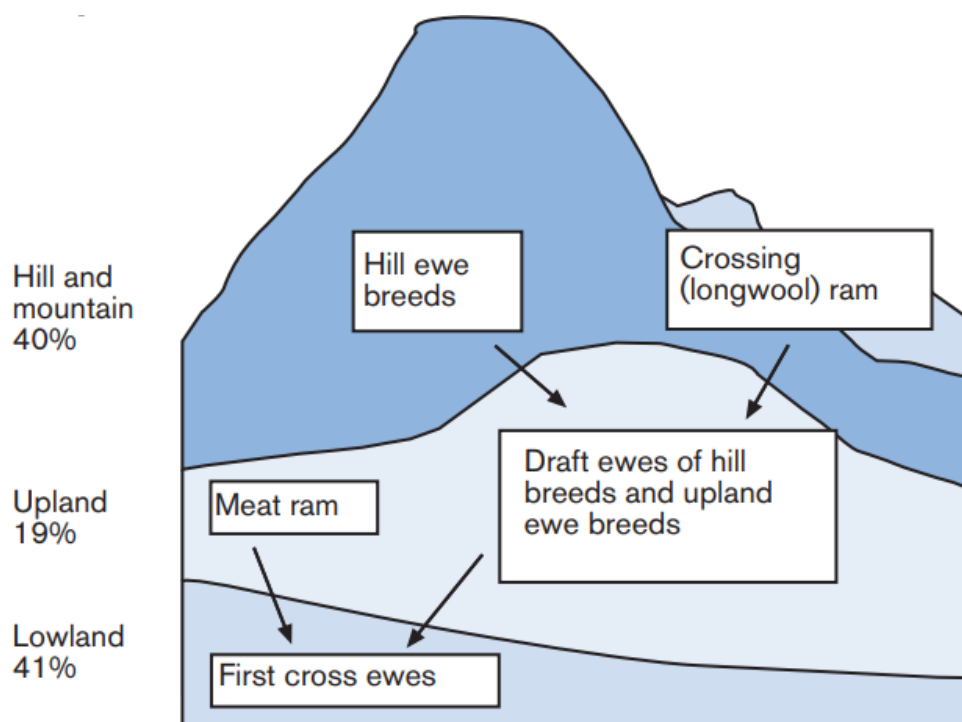 Hill ewe
breeds
Crossing
(longwool) ram
Hill and
mountain
40%
Draft ewes of hill
breeds and upland
ewe breeds
Meat ram
Upland
19%
Lowland
41%
First cross ewes